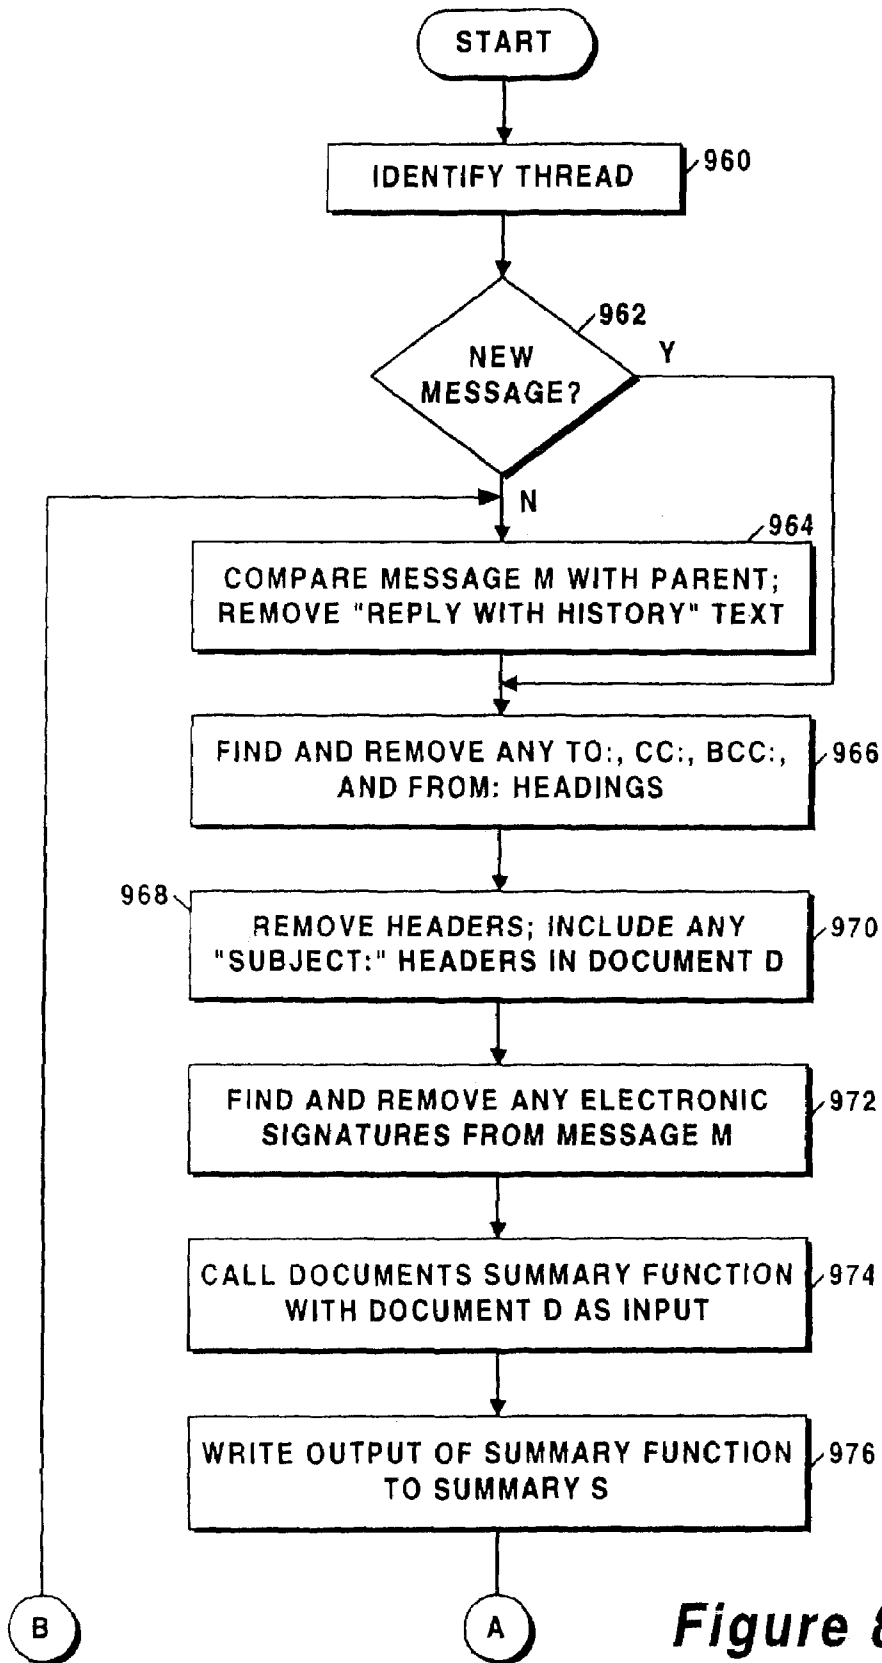 START
IDENTIFY THREAD
960
962
NEW
MESSAGE?
Y
N
964
COMPARE MESSAGE M WITH PARENT;
REMOVE "REPLY WITH HISTORY" TEXT
FIND AND REMOVE ANY TO:, CC:, BCC:,
AND FROM: HEADINGS
966
968
REMOVE HEADERS; INCLUDE ANY
"SUBJECT:" HEADERS IN DOCUMENT D
970
FIND AND REMOVE ANY ELECTRONIC
SIGNATURES FROM MESSAGE M
972
CALL DOCUMENTS SUMMARY FUNCTION
WITH DOCUMENT D AS INPUT
974
WRITE OUTPUT OF SUMMARY FUNCTION
TO SUMMARY S
976
B
A
Figure 8